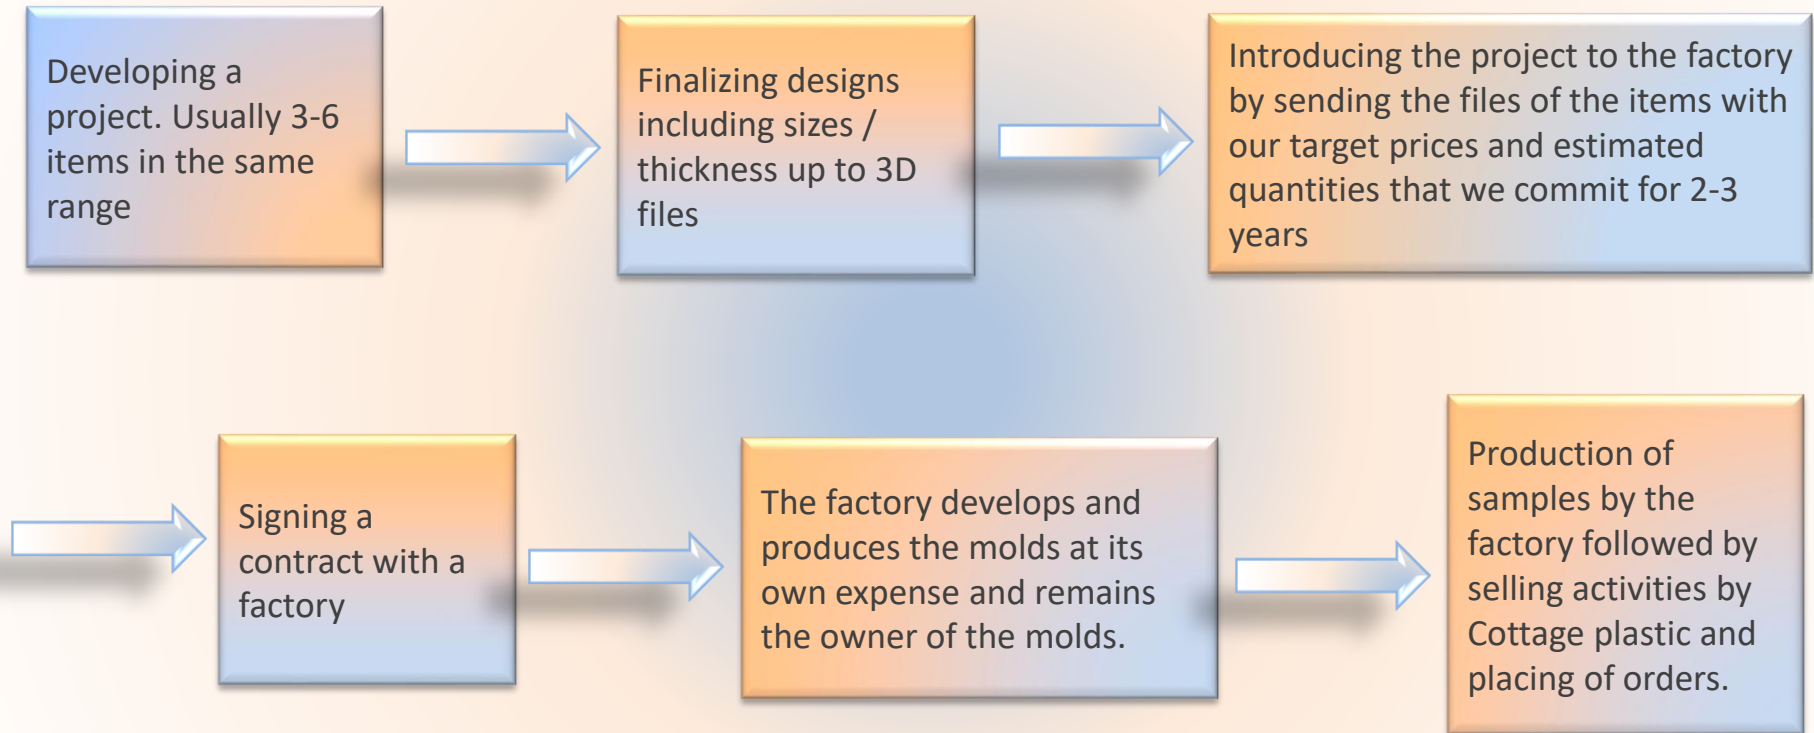 Developing a
project. Usually 3-6
items in the same
range
Finalizing designs
including sizes /
thickness up to 3D
files
Introducing the project to the factory
by sending the files of the items with
our target prices and estimated
quantities that we commit for 2-3
years
Signing a
contract with a
factory
The factory develops and
produces the molds at its
own expense and remains
the owner of the molds.
Production of
samples by the
factory followed by
selling activities by
Cottage plastic and
placing of orders.